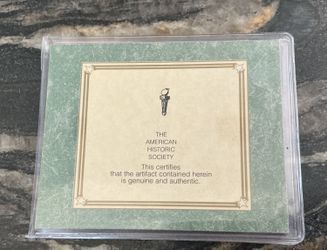 THE
AMERICAN
HISTORIC
SOCIETY
This certifies
that the artifact contained herein
is genuine and authentic.